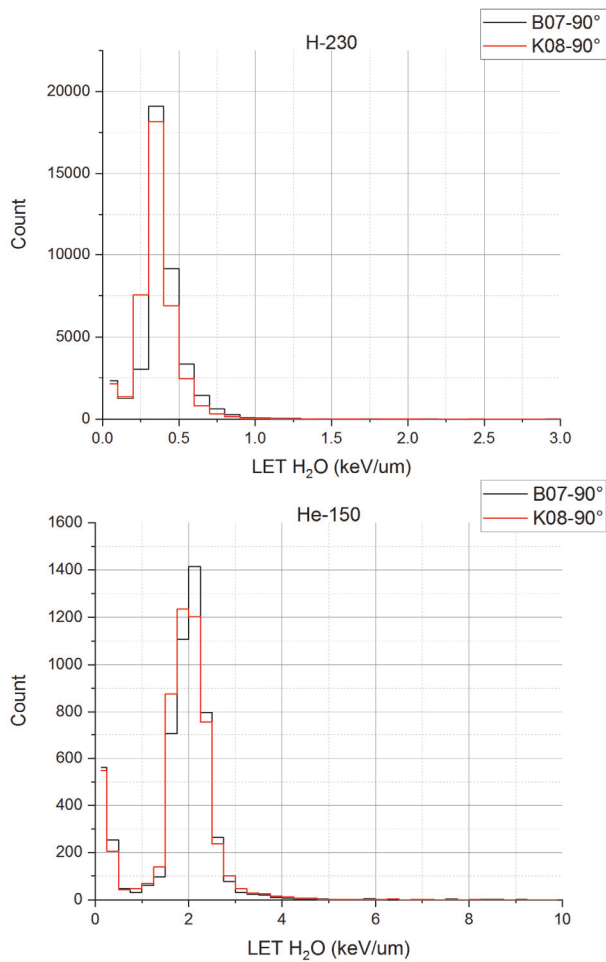 B07-90°
K08-90°
H-230
20000
15000
10000
5000
0
Count
0.0 0.5 1.0 1.5 2.0 2.5 3.0
LET H₂O (keV/um)
B07-90°
K08-90°
He-150
1600
1400
1200
1000
800
600
400
200
0
Count
0 2 4 6 8 10
LET H₂O (keV/um)